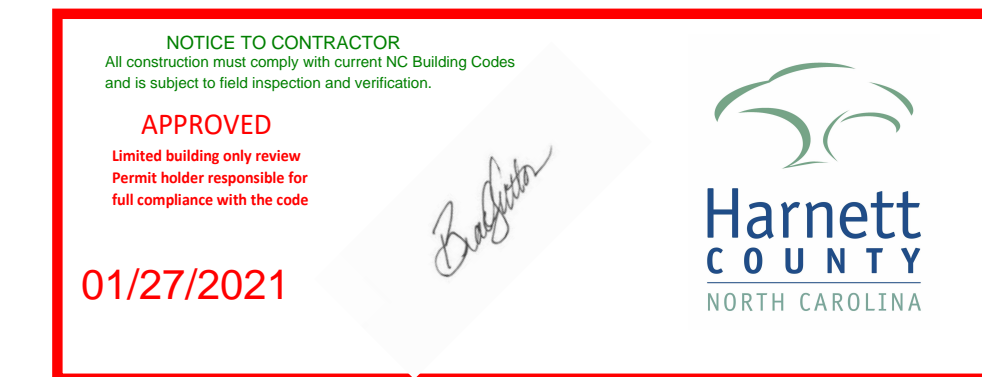 NOTICE TO CONTRACTOR
All construction must comply with current NC Building Codes
and is subject to field inspection and verification.
APPROVED
Limited building only review
Permit holder responsible for
full compliance with the code
01/27/2021
Brad Sutton
Harnett
COUNTY
NORTH CAROLINA